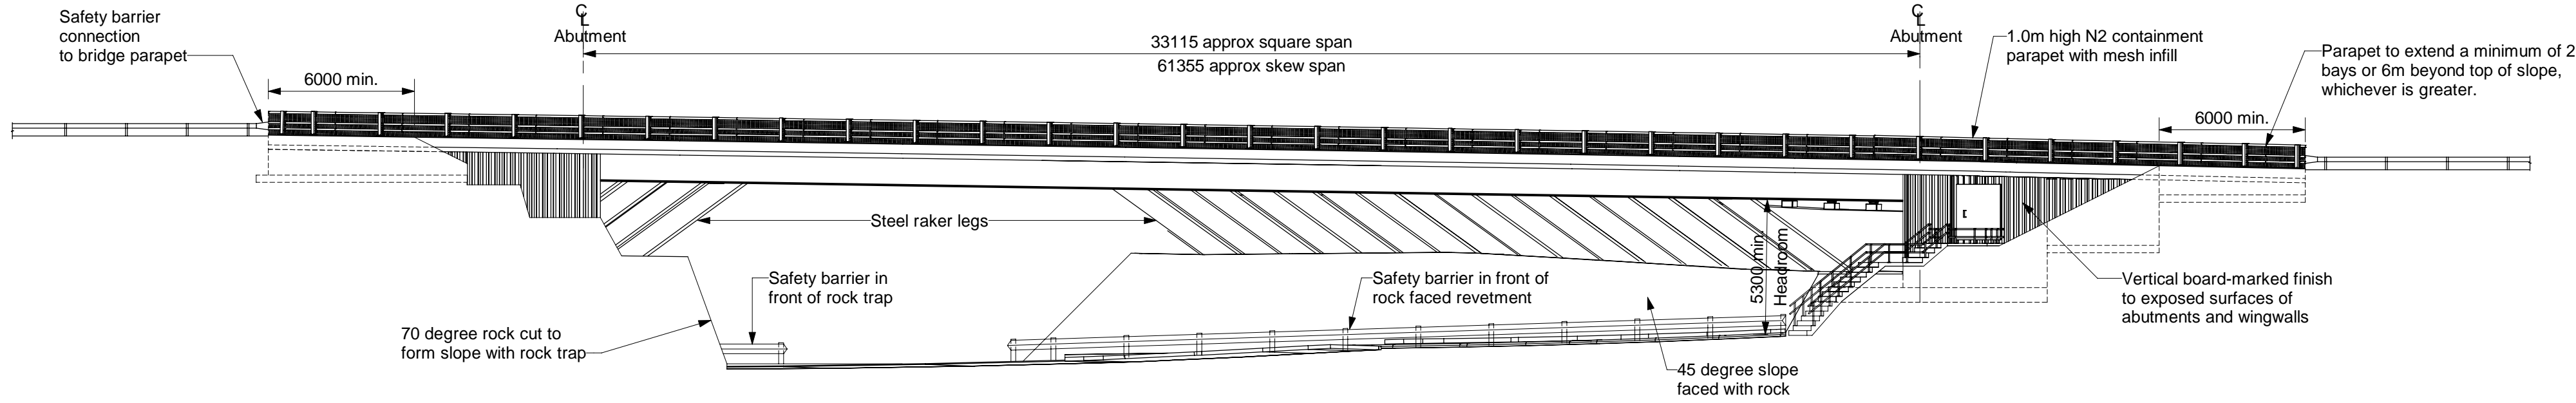 Safety barrier
connection
to bridge parapet
6000 min.
CL
Abutment
33115 approx square span
61355 approx skew span
CL
Abutment
1.0m high N2 containment
parapet with mesh infill
Parapet to extend a minimum of 2
bays or 6m beyond top of slope,
whichever is greater.
6000 min.
Steel raker legs
5300 min.
Headroom
Safety barrier in
front of rock trap
Safety barrier in front of
rock faced revetment
Vertical board-marked finish
to exposed surfaces of
abutments and wingwalls
70 degree rock cut to
form slope with rock trap
45 degree slope
faced with rock